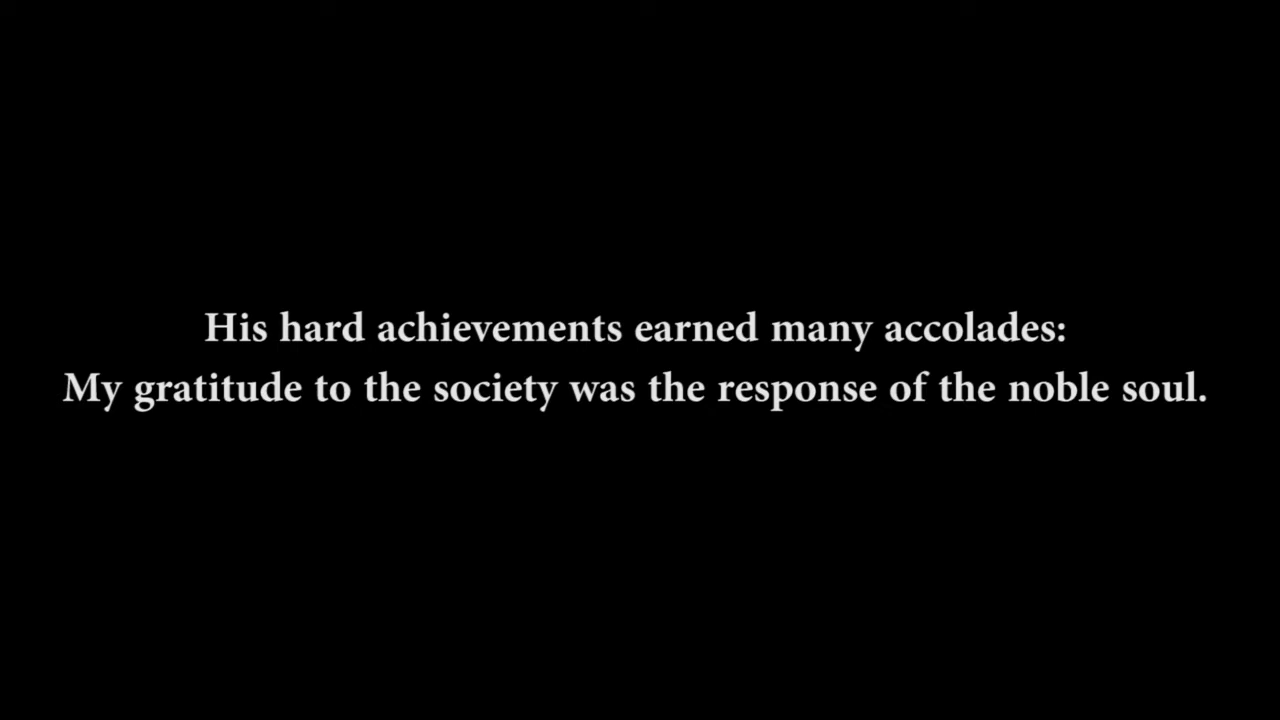 His hard achievements earned many accolades:
My gratitude to the society was the response of the noble soul.